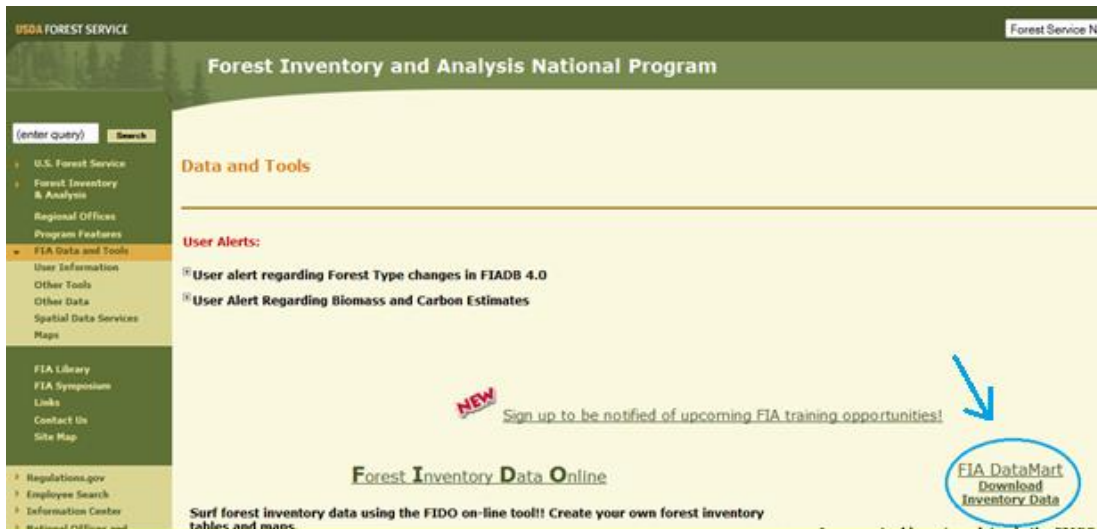 USDA FOREST SERVICE
Forest Service N
Forest Inventory and Analysis National Program
(enter query)
Search
U.S. Forest Service
Forest Inventory
& Analysis
Regional Offices
Program Features
FIA Data and Tools
User Information
Other Tools
Other Data
Spatial Data Services
Maps
FIA Library
FIA Symposium
Links
Contact Us
Site Map
Regulations.gov
Employee Search
Information Center
National Offices and
Data and Tools
User Alerts:
User alert regarding Forest Type changes in FIADB 4.0
User Alert Regarding Biomass and Carbon Estimates
NEW
Sign up to be notified of upcoming FIA training opportunities!
Forest Inventory Data Online
Surf forest inventory data using the FIDO on-line tool!! Create your own forest inventory
tables and maps.
FIA DataMart
Download
Inventory Data